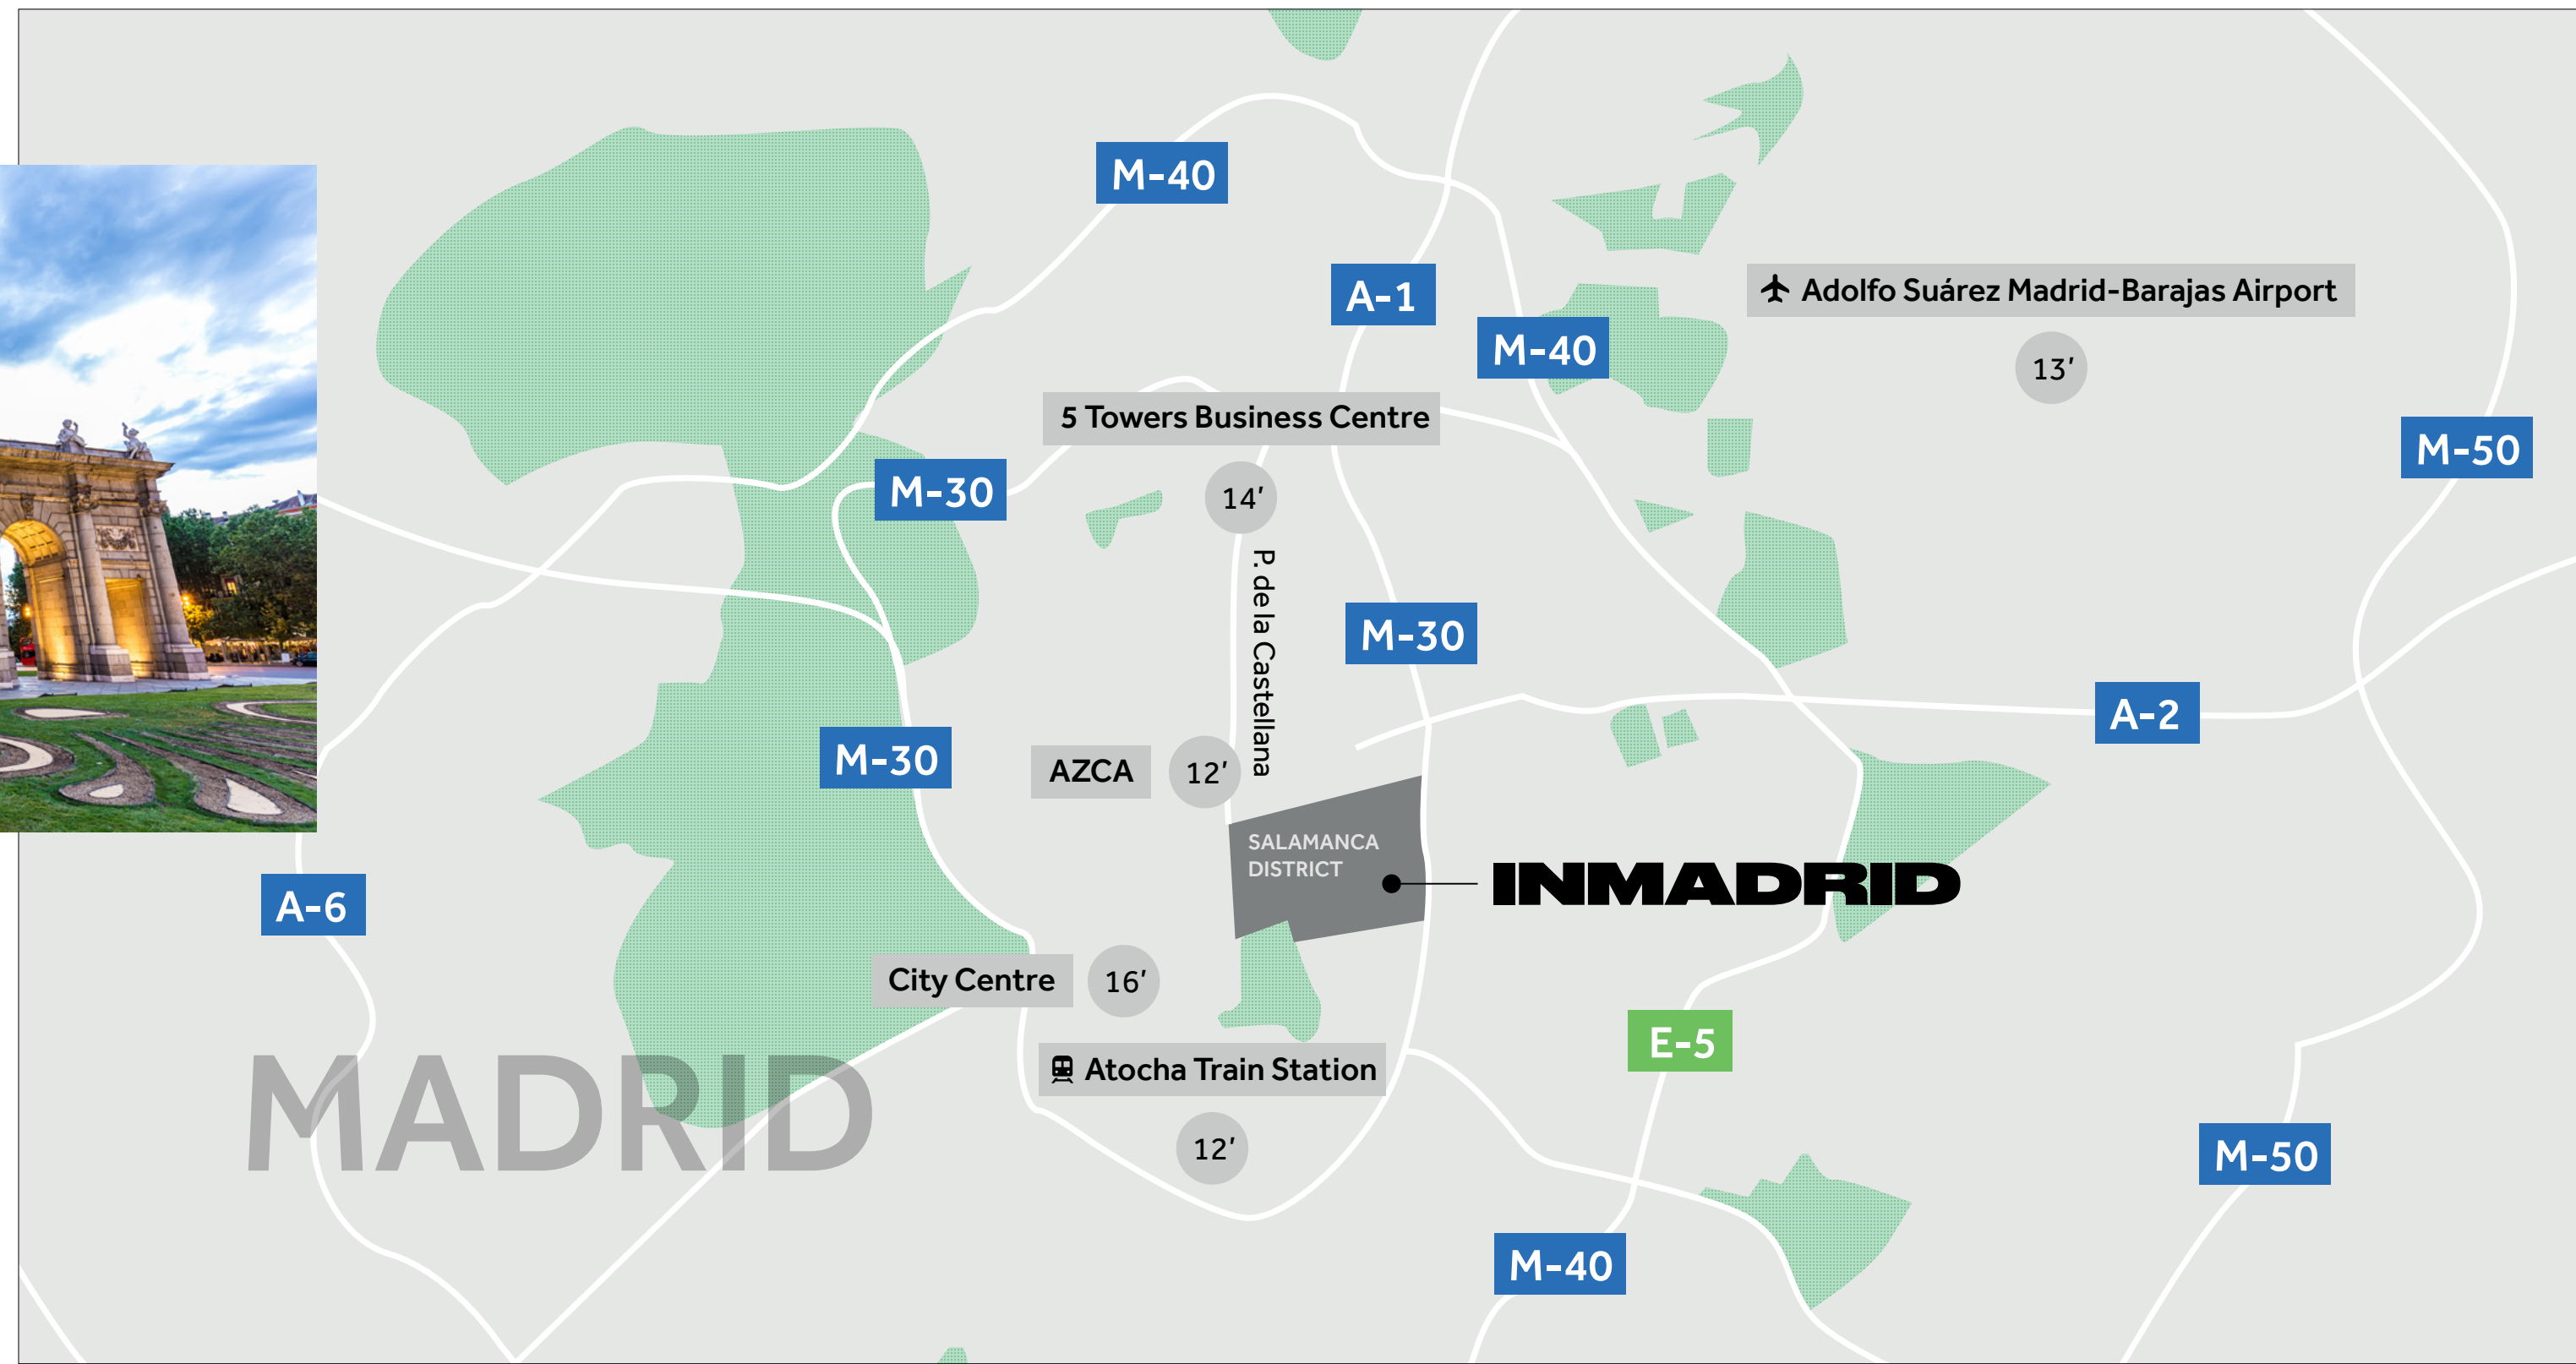 M-40
A-1
Adolfo Suárez Madrid-Barajas Airport
M-40
13'
5 Towers Business Centre
M-50
M-30
14'
P. de la Castellana
M-30
A-2
M-30
AZCA
12'
SALAMANCA
DISTRICT
INMADRID
A-6
City Centre
16'
E-5
Atocha Train Station
MADRID
12'
M-50
M-40